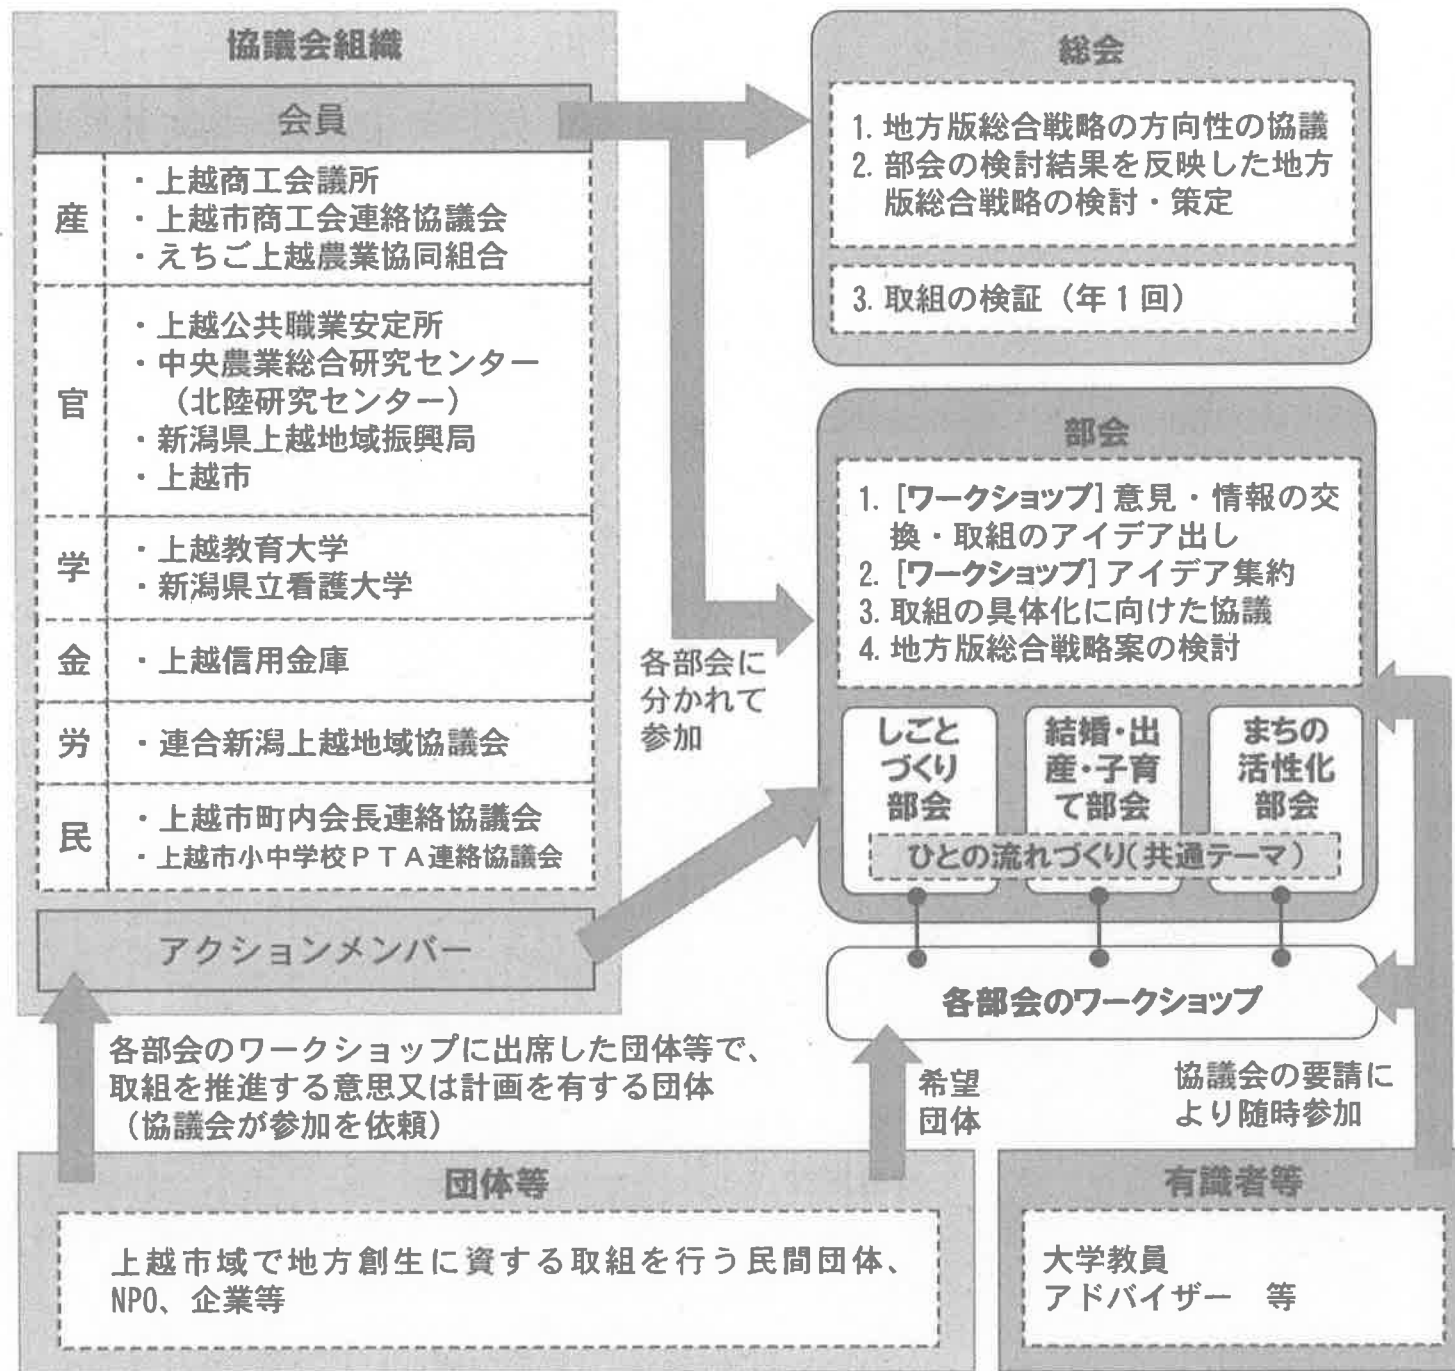 協議会組織
会員
産
・上越商工会議所
・上越市商工会連絡協議会
・えちご上越農業協同組合
官
・上越公共職業安定所
・中央農業総合研究センター
（北陸研究センター）
・新潟県上越地域振興局
・上越市
学
・上越教育大学
・新潟県立看護大学
金
・上越信用金庫
労
・連合新潟上越地域協議会
民
・上越市町内会長連絡協議会
・上越市小中学校ＰＴＡ連絡協議会
アクションメンバー
総会
1. 地方版総合戦略の方向性の協議
2. 部会の検討結果を反映した地方
版総合戦略の検討・策定
3. 取組の検証（年１回）
各部会に
分かれて
参加
部会
1. [ワークショップ] 意見・情報の交
換・取組のアイデア出し
2. [ワークショップ] アイデア集約
3. 取組の具体化に向けた協議
4. 地方版総合戦略案の検討
しごと
づくり
部会
結婚・出
産・子育
て部会
まちの
活性化
部会
ひとの流れづくり（共通テーマ）
各部会のワークショップ
各部会のワークショップに出席した団体等で、
取組を推進する意思又は計画を有する団体
（協議会が参加を依頼）
希望
団体
協議会の要請に
より随時参加
団体等
上越市域で地方創生に資する取組を行う民間団体、
NPO、企業等
有識者等
大学教員
アドバイザー　等